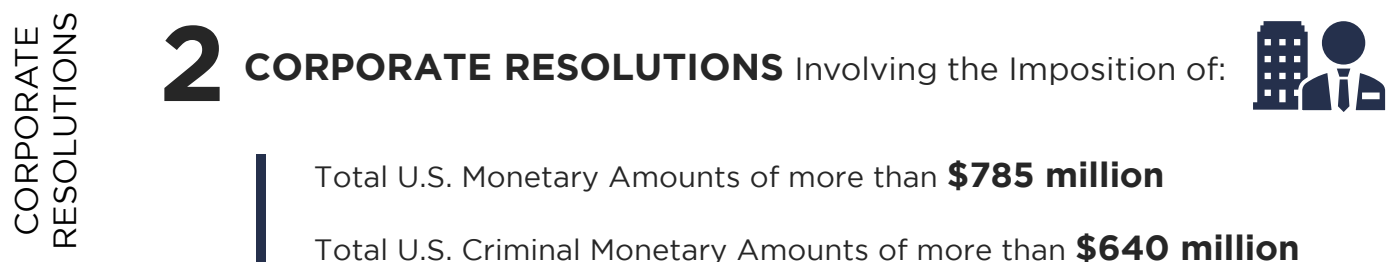 CORPORATE
RESOLUTIONS
2 CORPORATE RESOLUTIONS Involving the Imposition of:
Total U.S. Monetary Amounts of more than $785 million
Total U.S. Criminal Monetary Amounts of more than $640 million